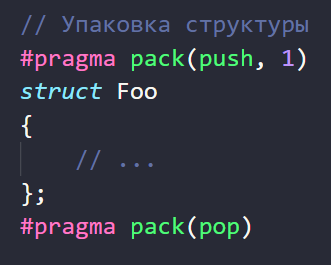 // Упаковка структуры
#pragma pack(push, 1)
struct Foo
{
    // ...
};
#pragma pack(pop)